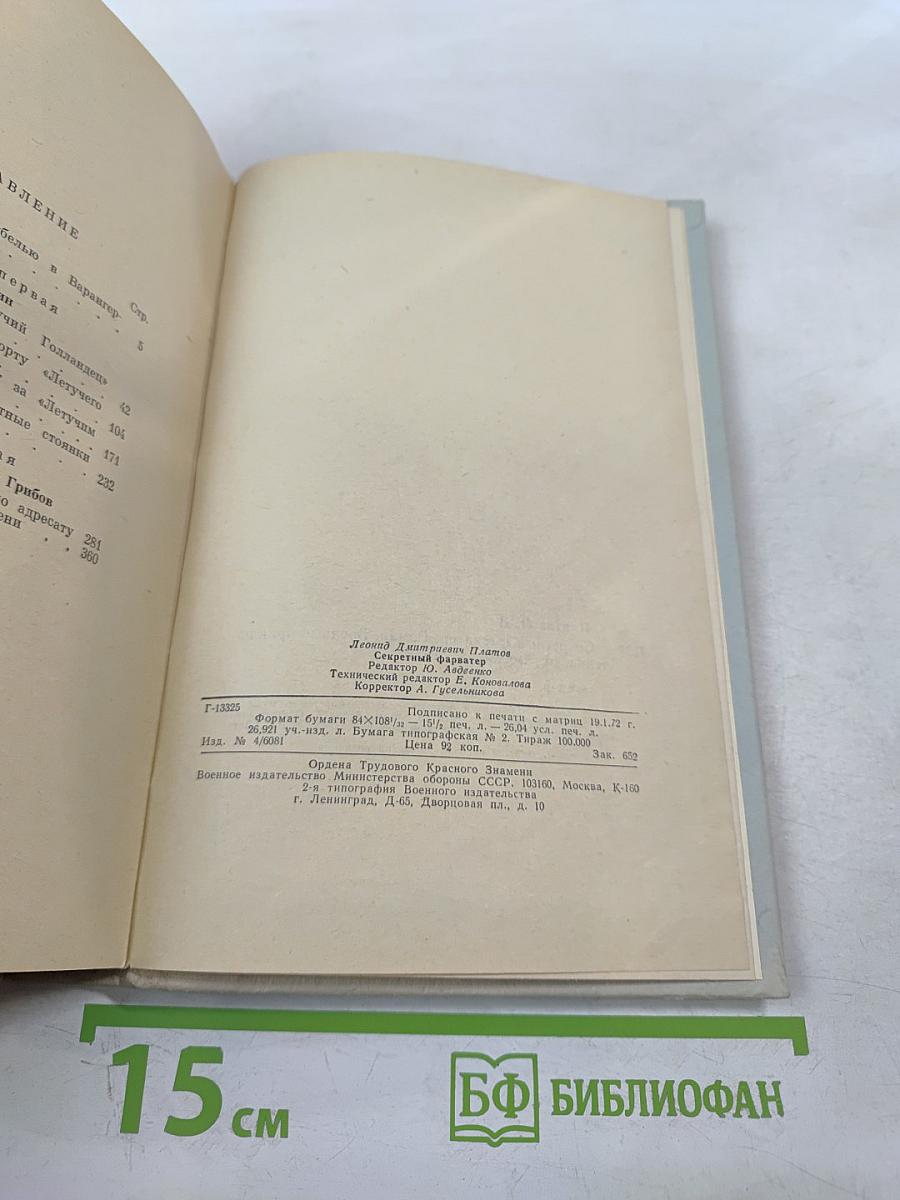 АВЛЕНИЕ
Стр.
белью в Варангер-
. . . . . . 5
первая
ин
учий Голландец»
. . . . 42
орту «Летучего
. . . . 104
за «Летучим
. . . . 171
тные стоянки
. . . . 232
ая
Грибов
о адресату 281
ени . . 360
Леонид Дмитриевич Платов
Секретный фарватер
Редактор Ю. Авдеенко
Технический редактор Е. Коновалова
Корректор А. Гусельникова
Г-13325 Подписано к печати с матриц 19.1.72 г.
Формат бумаги 84×108¹/₃₂ — 15¹/₂ печ. л. — 26,04 усл. печ. л.
26,921 уч.-изд. л. Бумага типографская № 2. Тираж 100.000
Изд. № 4/6081 Цена 92 коп. Зак. 652
Ордена Трудового Красного Знамени
Военное издательство Министерства обороны СССР. 103160, Москва, К-160
2-я типография Военного издательства
г. Ленинград, Д-65, Дворцовая пл., д. 10
15 см
БФ БИБЛИОФАН